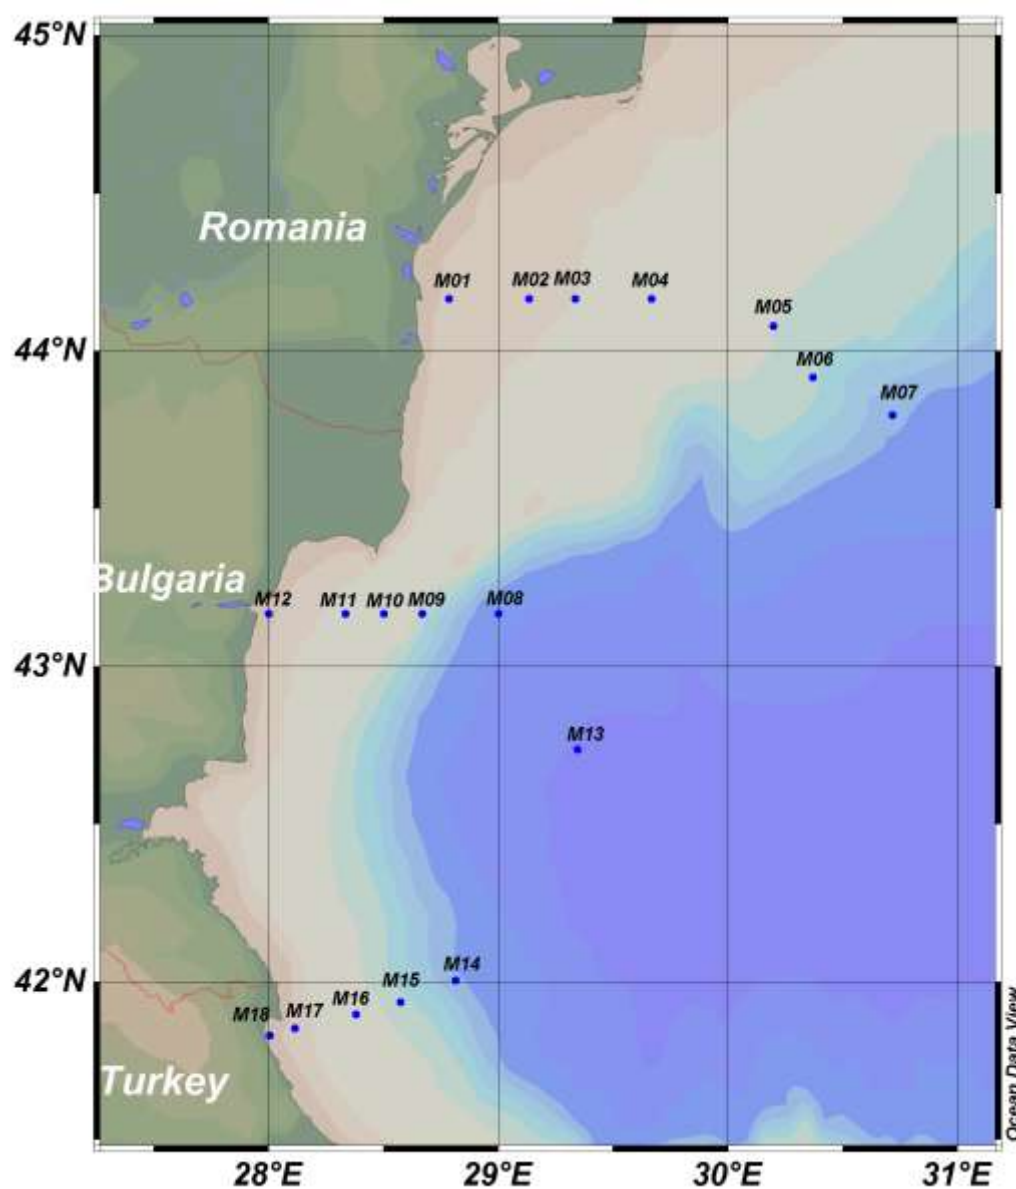 45°N
Romania
M01
M02
M03
M04
M05
44°N
M06
M07
Bulgaria
M12
M11
M10
M09
M08
43°N
M13
M14
42°N
M15
M16
M17
M18
Turkey
Ocean Data View
28°E
29°E
30°E
31°E